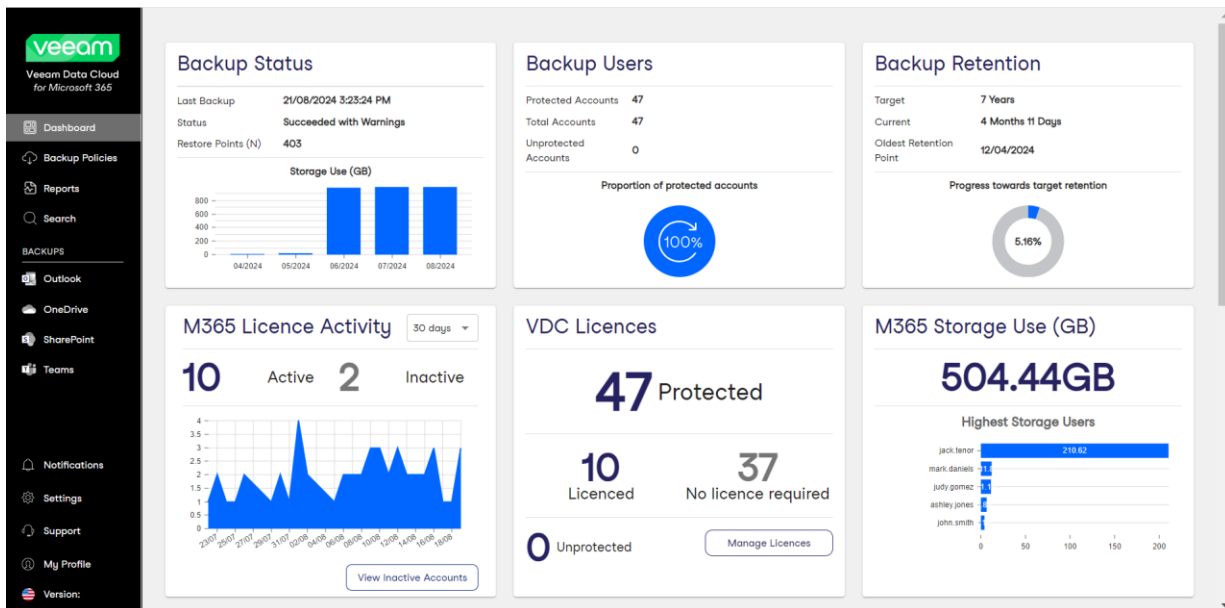 veeam
Veeam Data Cloud
for Microsoft 365
Dashboard
Backup Policies
Reports
Search
BACKUPS
Outlook
OneDrive
SharePoint
Teams
Notifications
Settings
Support
My Profile
Version:
Backup Status
Last Backup 21/08/2024 3:23:24 PM
Status Succeeded with Warnings
Restore Points (N) 403
Storage Use (GB)
800
600
400
200
0
04/2024 05/2024 06/2024 07/2024 08/2024
Backup Users
Protected Accounts 47
Total Accounts 47
Unprotected
Accounts 0
Proportion of protected accounts
100%
Backup Retention
Target 7 Years
Current 4 Months 11 Days
Oldest Retention
Point 12/04/2024
Progress towards target retention
5.16%
M365 Licence Activity 30 days
10 Active 2 Inactive
4
3.5
3
2.5
2
1.5
1
0.5
0
23/07 25/07 27/07 29/07 31/07 02/08 04/08 06/08 08/08 10/08 12/08 14/08 16/08 18/08
View Inactive Accounts
VDC Licences
47 Protected
10 37
Licenced No licence required
0 Unprotected Manage Licences
M365 Storage Use (GB)
504.44GB
Highest Storage Users
jack.tenor 210.62
mark.daniels
judy.gomez
ashley.jones
john.smith
0 50 100 150 200